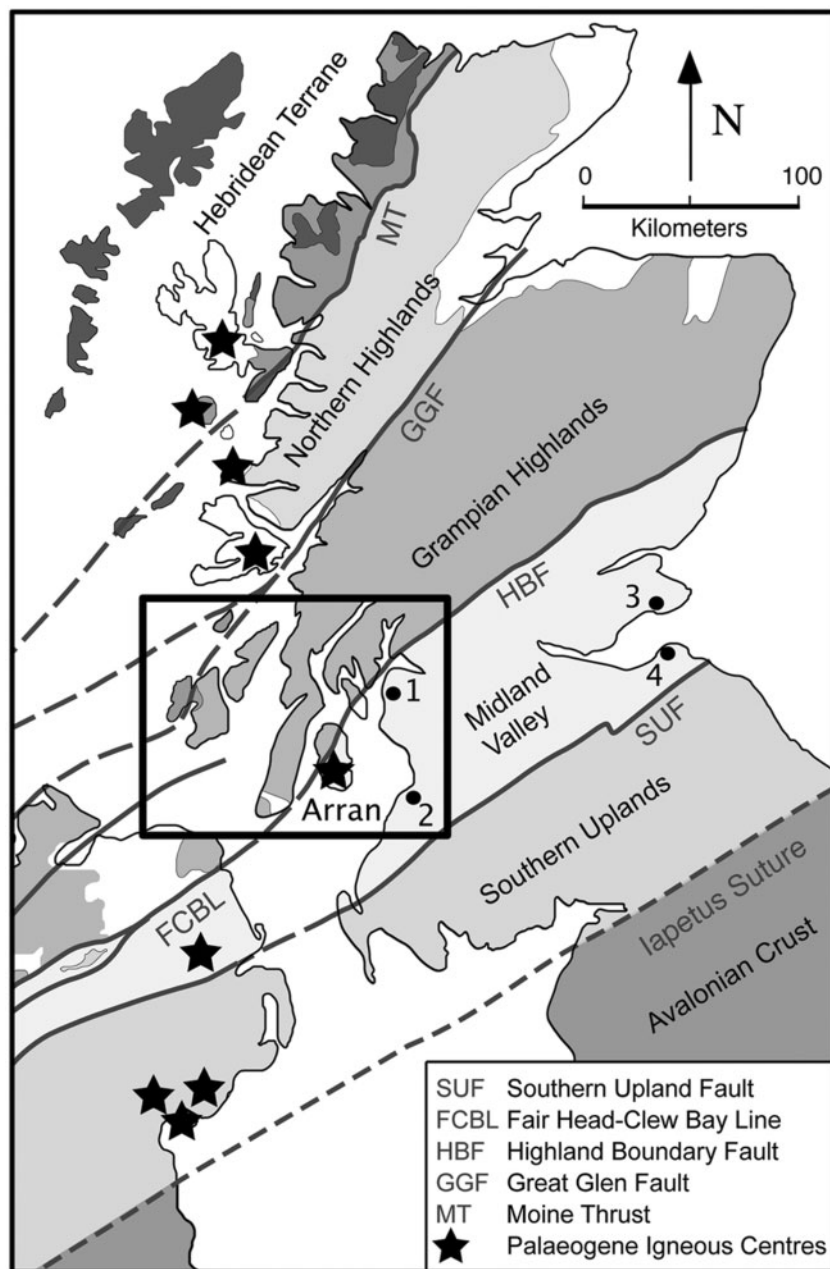 Hebridean Terrane
N
0 100
Kilometers
MT
Northern Highlands
GGF
Grampian Highlands
HBF
3
4
1
Midland
Valley
SUF
Arran
2
Southern Uplands
Iapetus Suture
FCBL
Avalonian Crust
SUF Southern Upland Fault
FCBL Fair Head-Clew Bay Line
HBF Highland Boundary Fault
GGF Great Glen Fault
MT Moine Thrust
Palaeogene Igneous Centres